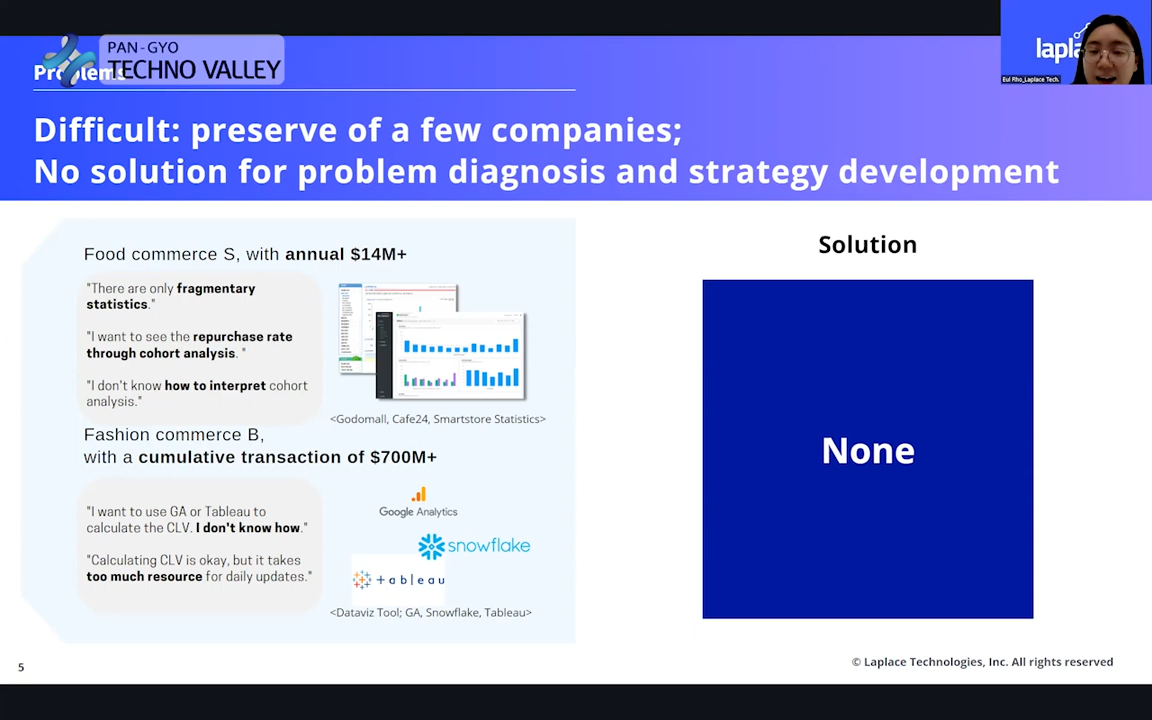 PAN-GYO
TECHNO VALLEY
Problems
Difficult: preserve of a few companies;
No solution for problem diagnosis and strategy development
Food commerce S, with annual $14M+
"There are only fragmentary
statistics."
"I want to see the repurchase rate
through cohort analysis. "
"I don't know how to interpret cohort
analysis."
<Godomall, Cafe24, Smartstore Statistics>
Fashion commerce B,
with a cumulative transaction of $700M+
"I want to use GA or Tableau to
calculate the CLV. I don't know how."
"Calculating CLV is okay, but it takes
too much resource for daily updates."
Google Analytics
snowflake
+ableau
<Dataviz Tool; GA, Snowflake, Tableau>
Solution
None
5
© Laplace Technologies, Inc. All rights reserved
lapla
Eul Rho_Laplace Tech.